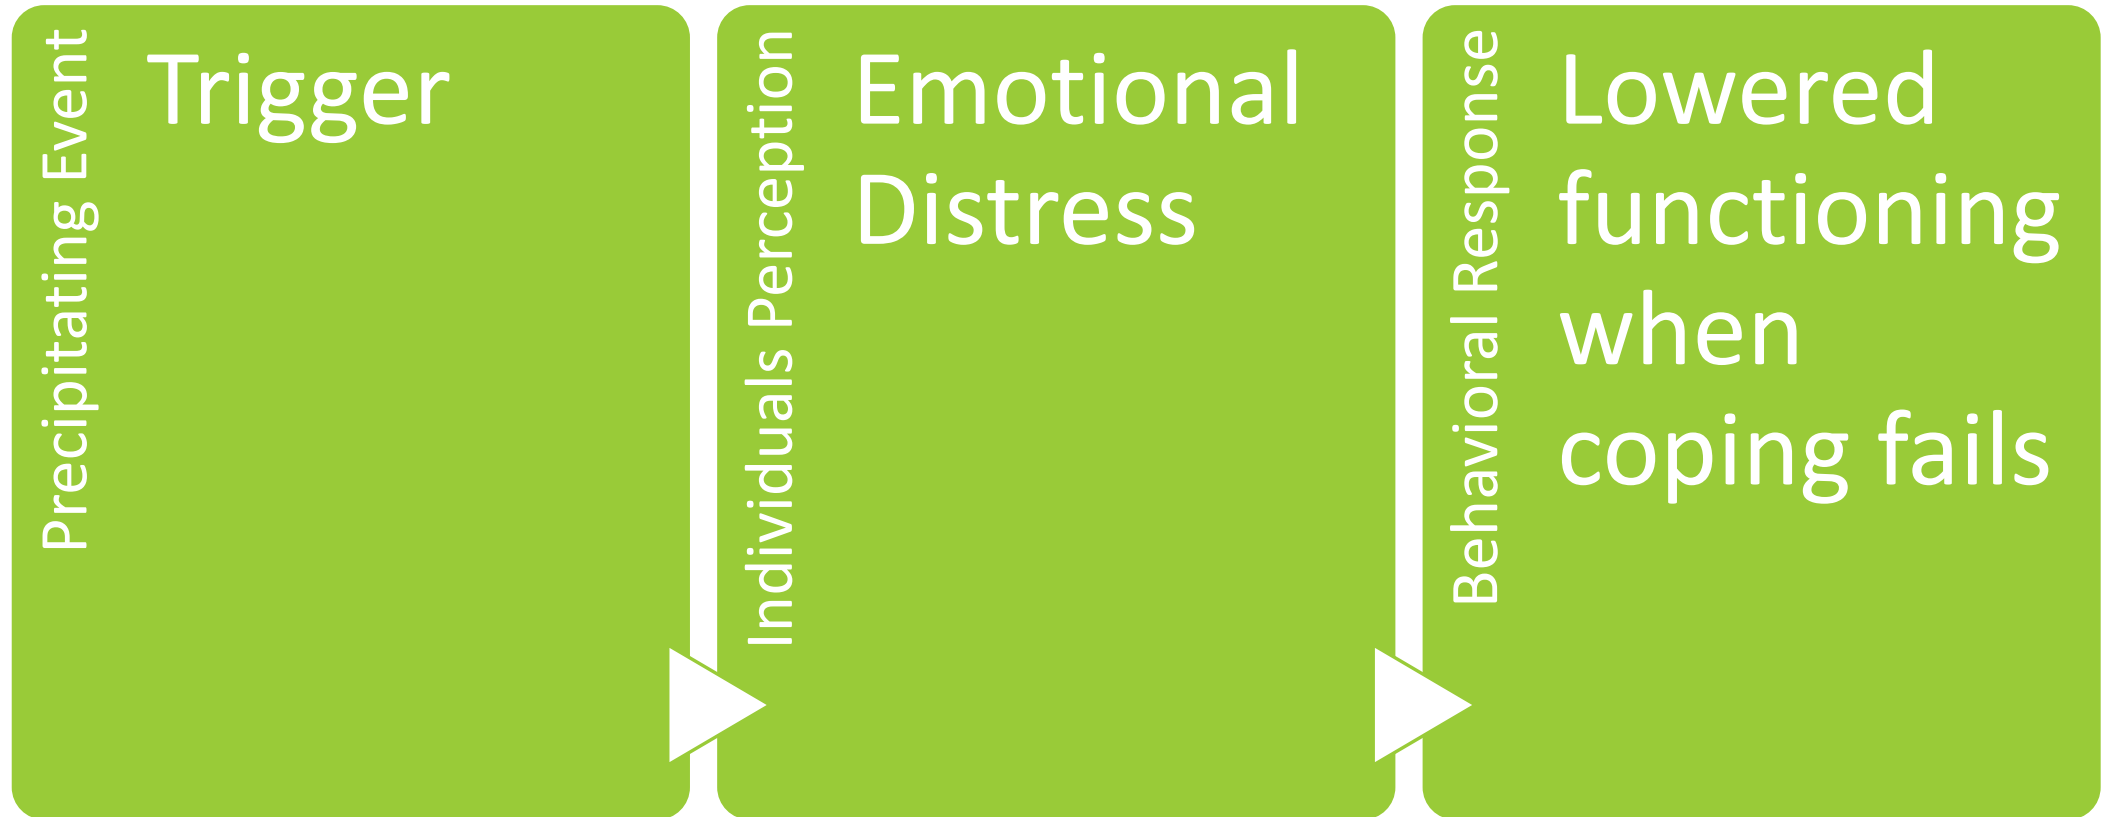 Precipitating Event
Trigger
Individuals Perception
Emotional
Distress
Behavioral Response
Lowered
functioning
when
coping fails